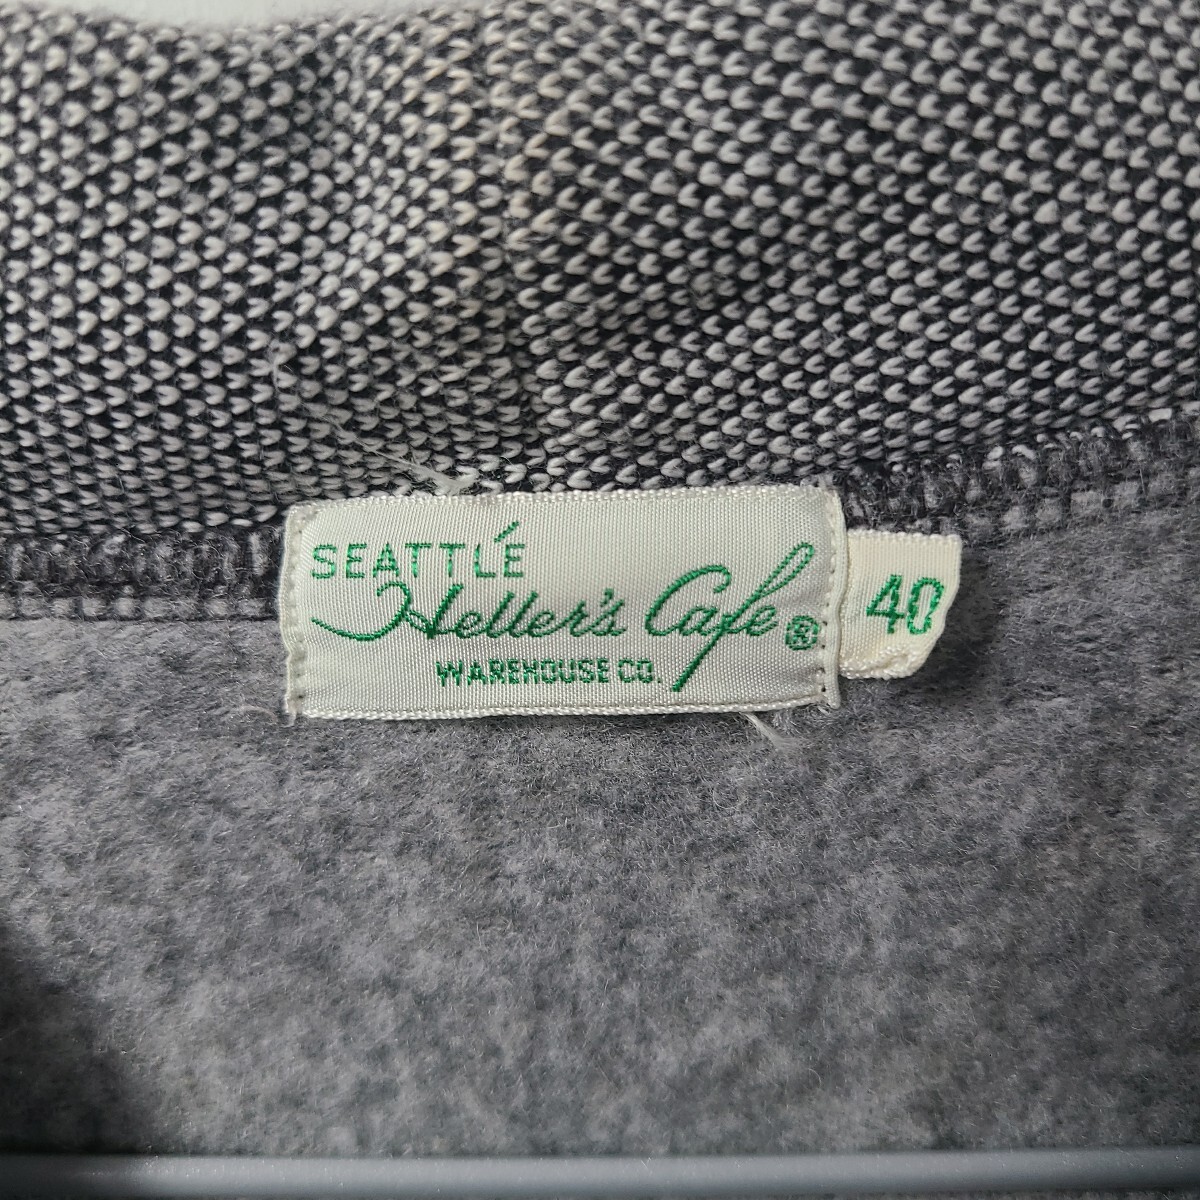 SEATTLE
Heller's Cafe ®
WAREHOUSE CO.
40